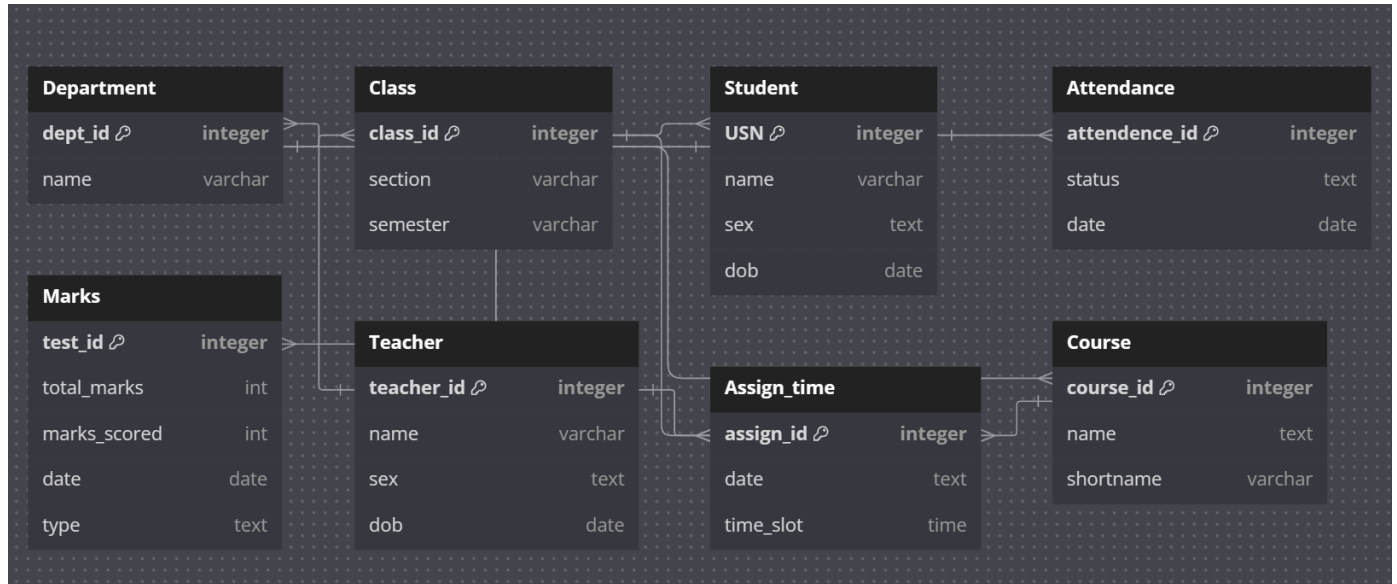 Department
dept_id integer
name varchar
Class
class_id integer
section varchar
semester varchar
Student
USN integer
name varchar
sex text
dob date
Attendance
attendence_id integer
status text
date date
Marks
test_id integer
total_marks int
marks_scored int
date date
type text
Teacher
teacher_id integer
name varchar
sex text
dob date
Assign_time
assign_id integer
date text
time_slot time
Course
course_id integer
name text
shortname varchar